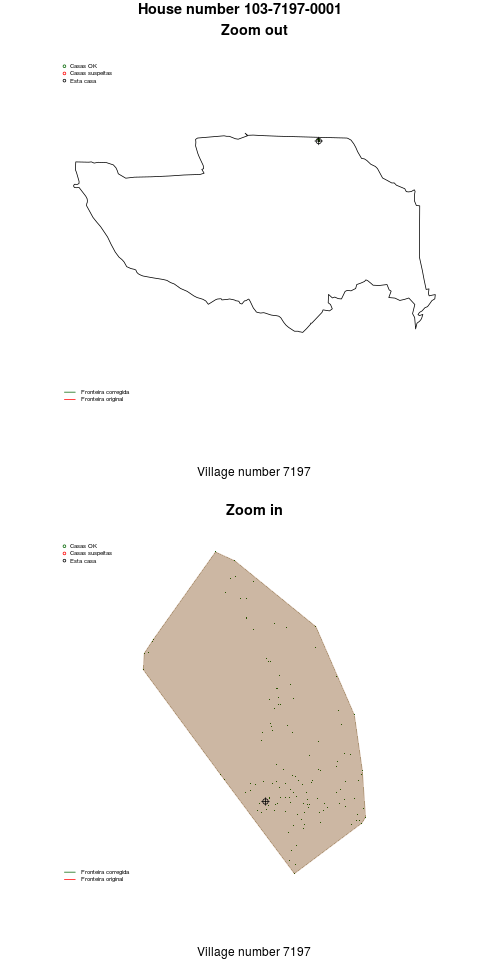 House number 103-7197-0001
Zoom out
Casas OK
Casas suspeitas
Esta casa
Fronteira corregida
Fronteira original
Village number 7197
Zoom in
Casas OK
Casas suspeitas
Esta casa
Fronteira corregida
Fronteira original
Village number 7197